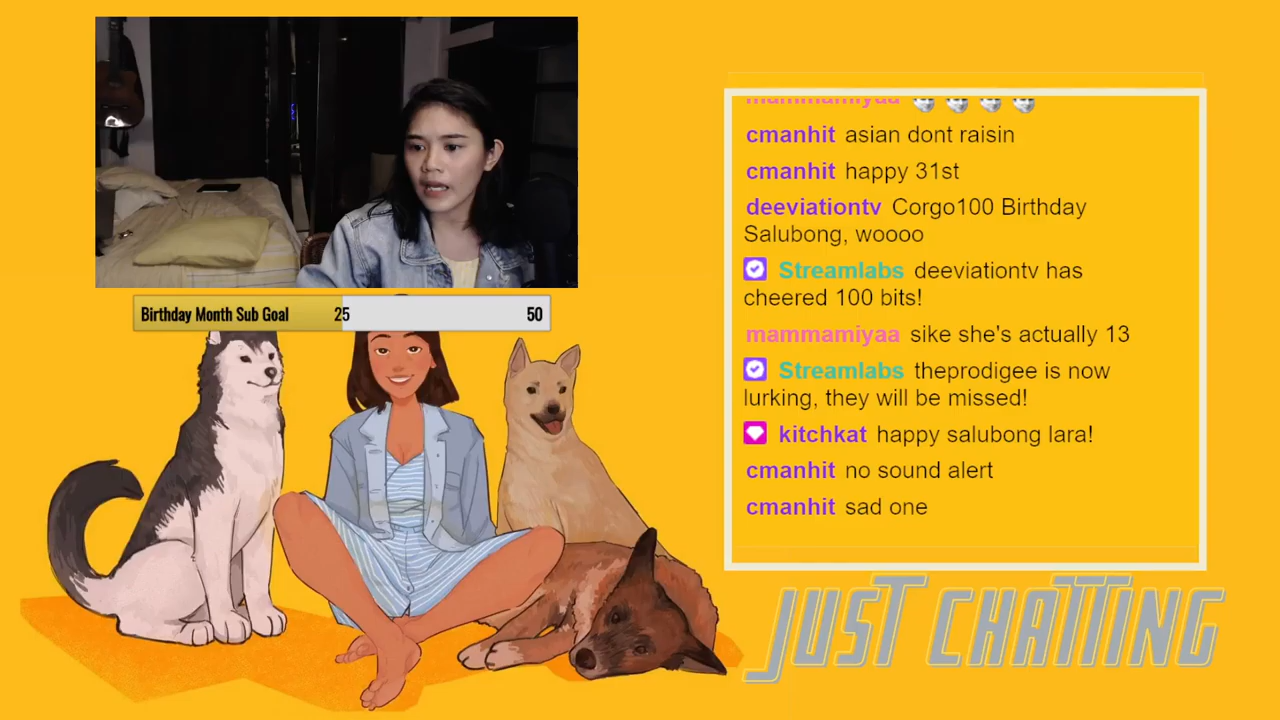 mammamiyaa
cmanhit asian dont raisin
cmanhit happy 31st
deeviationtv Corgo100 Birthday
Salubong, woooo
Streamlabs deeviationtv has
cheered 100 bits!
mammamiyaa sike she's actually 13
Streamlabs theprodigee is now
lurking, they will be missed!
kitchkat happy salubong lara!
cmanhit no sound alert
cmanhit sad one
Birthday Month Sub Goal 25 50
JUST CHATTING